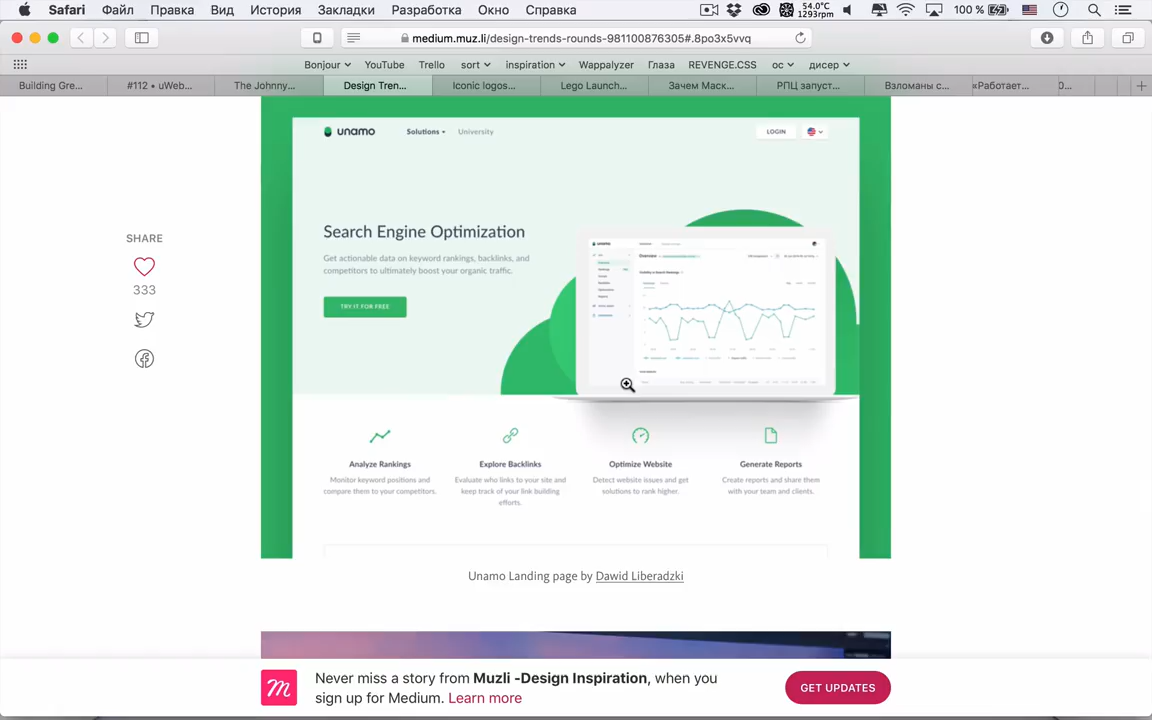 Safari Файл Правка Вид История Закладки Разработка Окно Справка 54.0°C 1293rpm 100 %
medium.muz.li/design-trends-rounds-981100876305#.8po3x5vvq
Bonjour YouTube Trello sort inspiration Wappalyzer Глаза REVENGE.CSS ос дисер
Building Gre... #112 • uWeb... The Johnny... Design Tren... Iconic logos... Lego Launch... Зачем Маск... РПЦ запуст... Взломаны с... «Работает...
unamo Solutions University LOGIN
SHARE
333
Search Engine Optimization
Get actionable data on keyword rankings, backlinks, and
competitors to ultimately boost your organic traffic.
TRY IT FOR FREE
unamo
Overview
Analyze Rankings
Monitor keyword positions and
compare them to your competitors.
Explore Backlinks
Evaluate who links to your site and
keep track of your link building
efforts.
Optimize Website
Detect website issues and get
solutions to rank higher.
Generate Reports
Create reports and share them
with your team and clients.
Unamo Landing page by Dawid Liberadzki
Never miss a story from Muzli -Design Inspiration, when you
sign up for Medium. Learn more
GET UPDATES